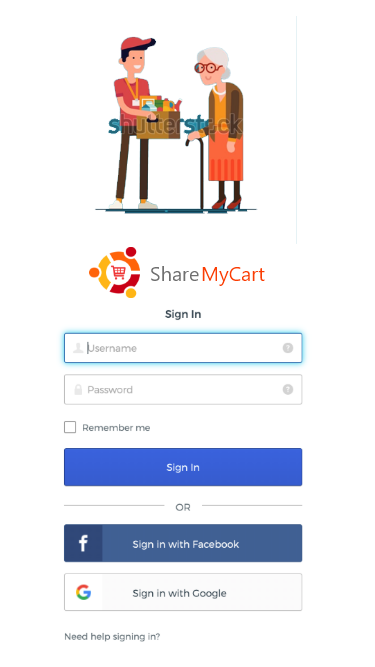 shutterstock
ShareMyCart
Sign In
Username
?
Password
?
Remember me
Sign In
OR
f
Sign in with Facebook
G
Sign in with Google
Need help signing in?